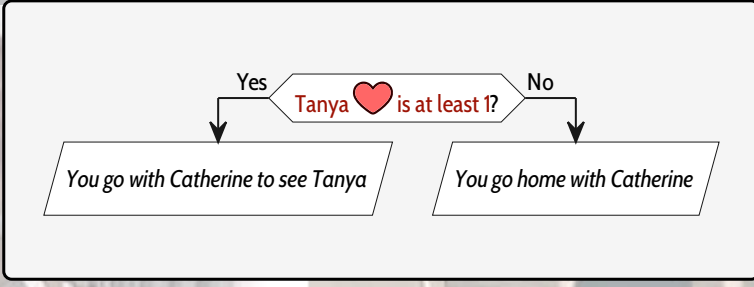 Yes
No
Tanya ❤ is at least 1?
You go with Catherine to see Tanya
You go home with Catherine